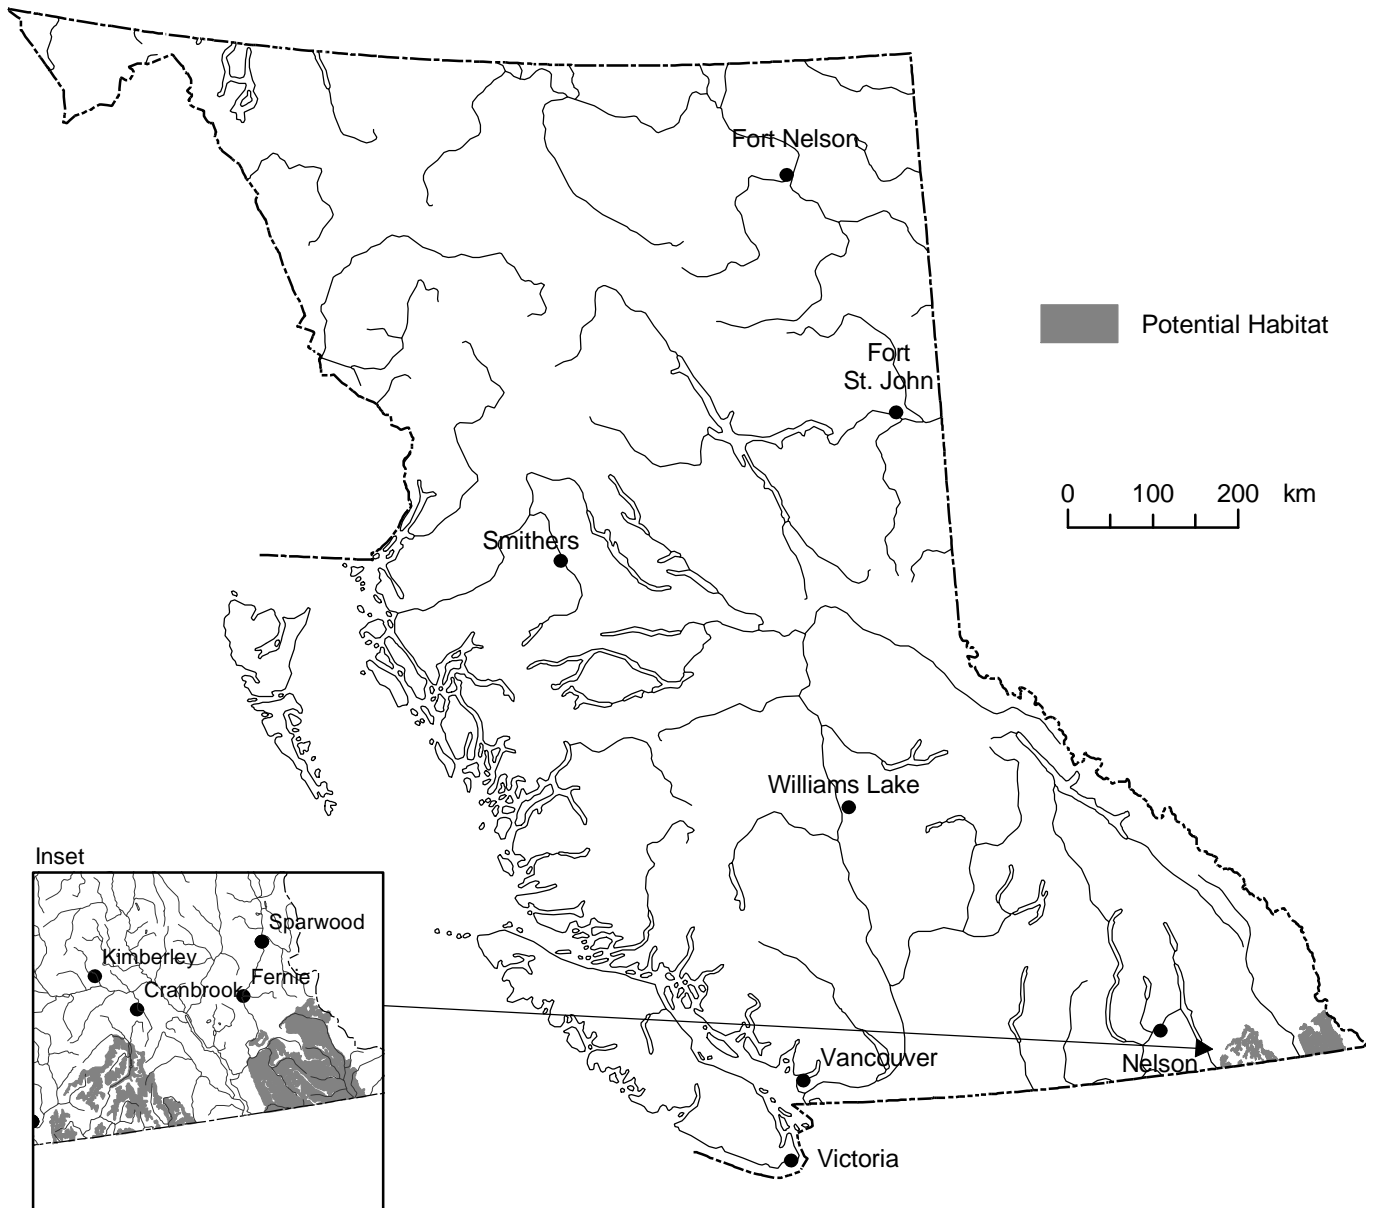 Fort Nelson
Potential Habitat
Fort
St. John
0 100 200 km
Smithers
Williams Lake
Inset
Sparwood
Kimberley
Fernie
Cranbrook
Vancouver
Nelson
Victoria